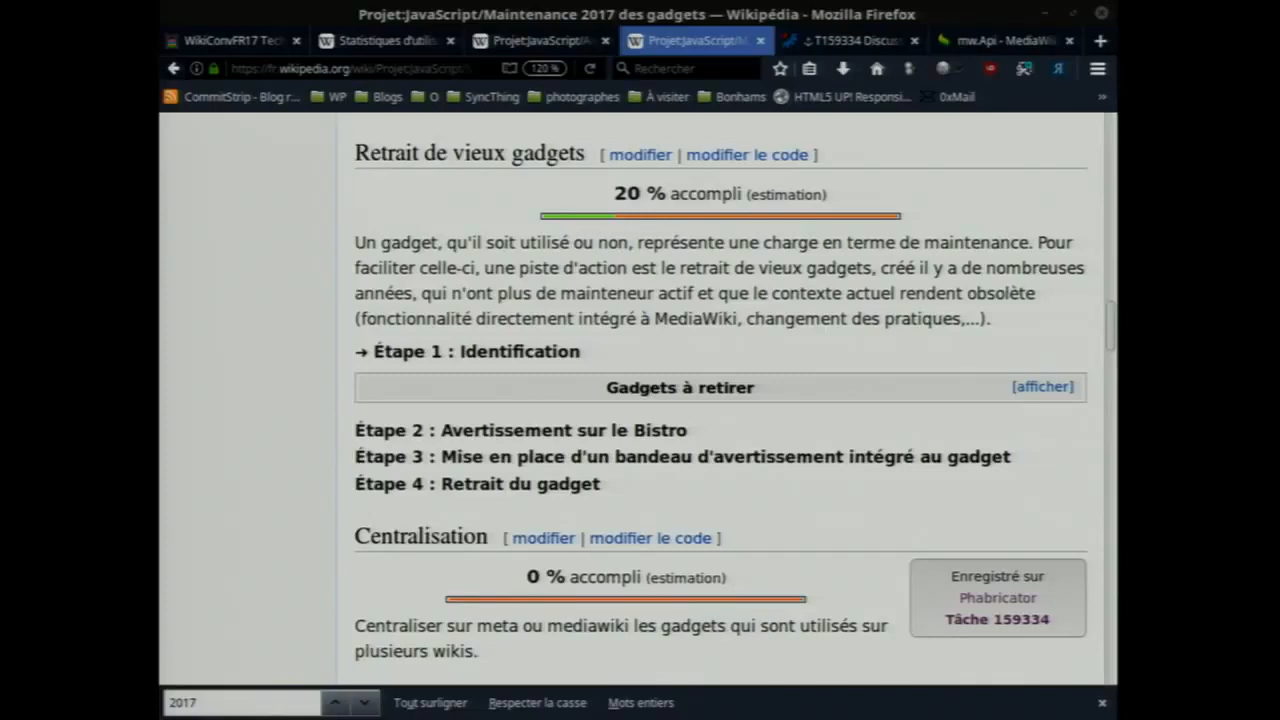 Projet:JavaScript/Maintenance 2017 des gadgets — Wikipédia - Mozilla Firefox
WikiConvFR17 Tec
Statistiques d'utilis
Projet:JavaScript/
Projet:JavaScript/M
T159334 Discus
mw.Api - MediaWi
https://fr.wikipedia.org/wiki/Projet:JavaScript/
120 %
Rechercher
CommitStrip - Blog r...
WP
Blogs
O
SyncThing
photographes
À visiter
Bonhams
HTML5 UP! Responsi...
0xMail
»
Retrait de vieux gadgets [ modifier | modifier le code ]
20 % accompli (estimation)
Un gadget, qu'il soit utilisé ou non, représente une charge en terme de maintenance. Pour
faciliter celle-ci, une piste d'action est le retrait de vieux gadgets, créé il y a de nombreuses
années, qui n'ont plus de mainteneur actif et que le contexte actuel rendent obsolète
(fonctionnalité directement intégré à MediaWiki, changement des pratiques,...).
→ Étape 1 : Identification
Gadgets à retirer [afficher]
Étape 2 : Avertissement sur le Bistro
Étape 3 : Mise en place d'un bandeau d'avertissement intégré au gadget
Étape 4 : Retrait du gadget
Centralisation [ modifier | modifier le code ]
0 % accompli (estimation)
Enregistré sur
Phabricator
Tâche 159334
Centraliser sur meta ou mediawiki les gadgets qui sont utilisés sur
plusieurs wikis.
2017
Tout surligner
Respecter la casse
Mots entiers